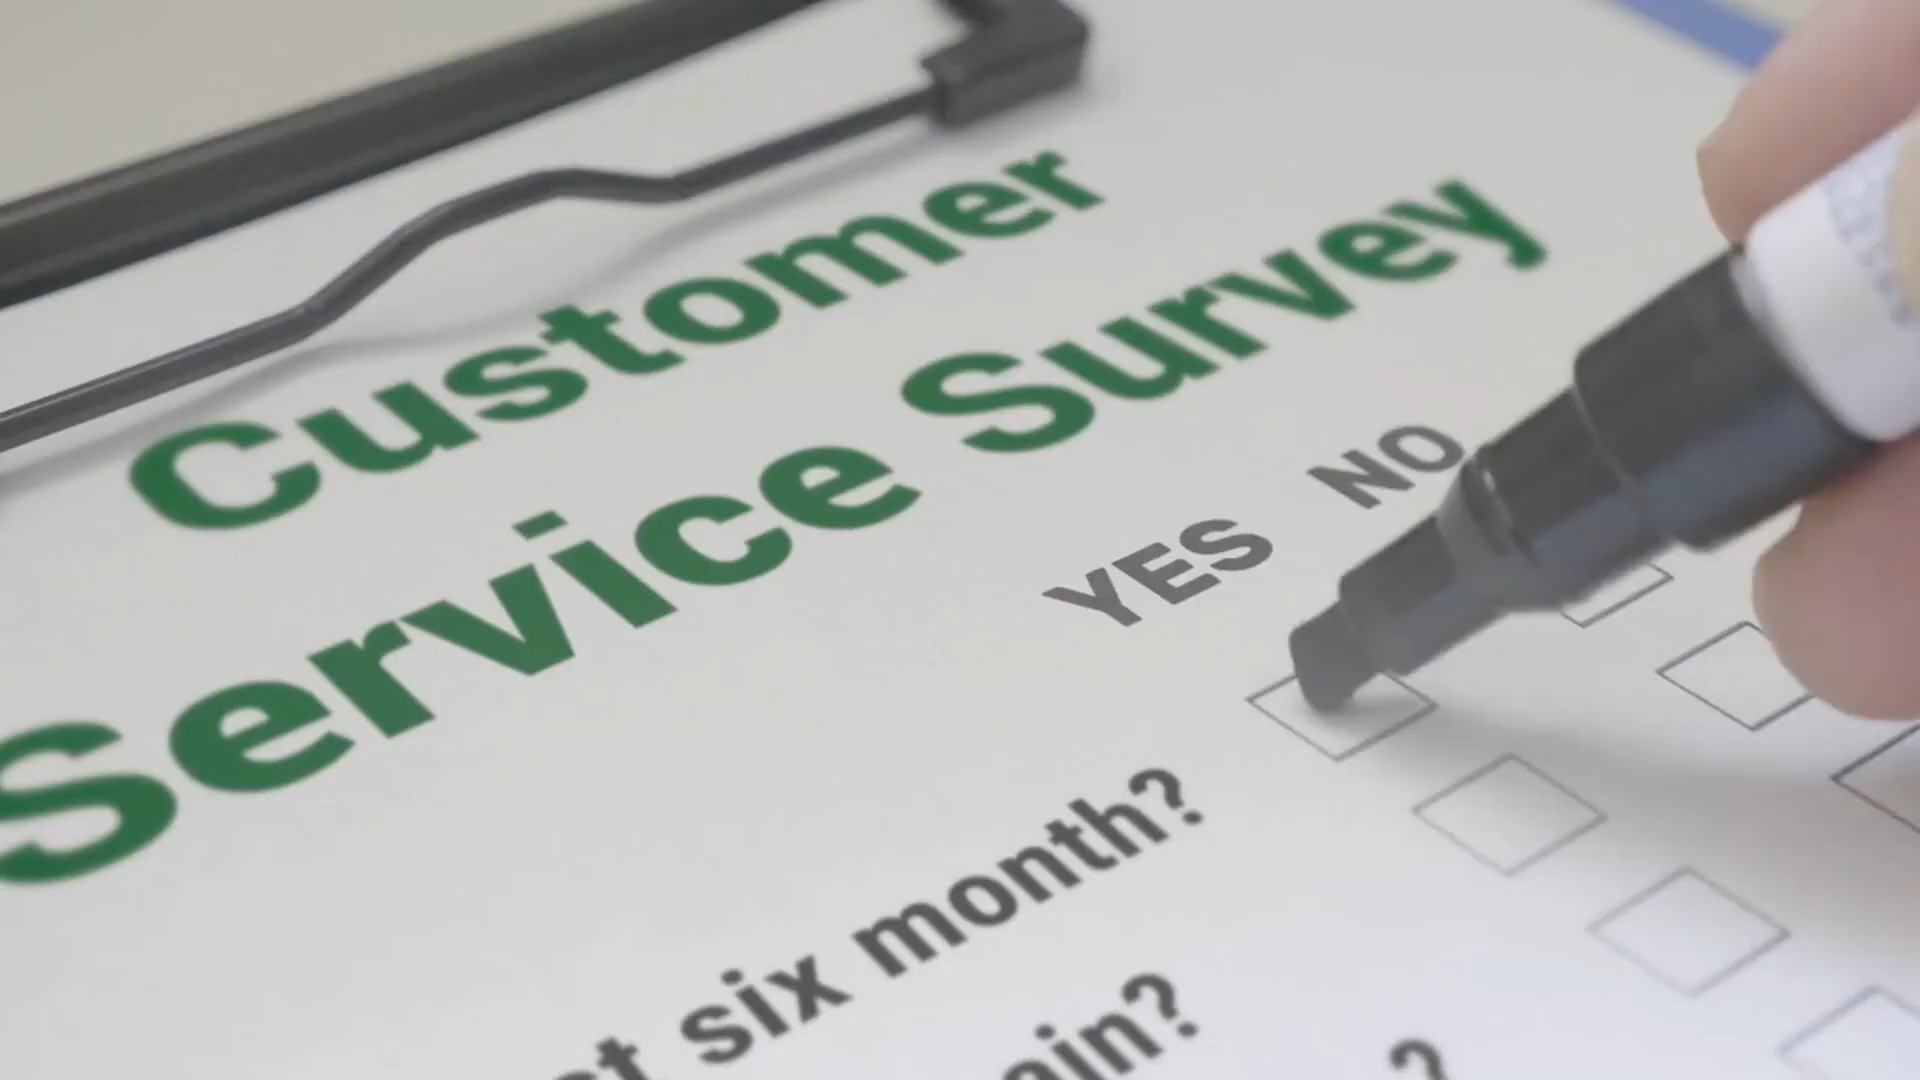 Customer
Service Survey
YES NO
six month?
?